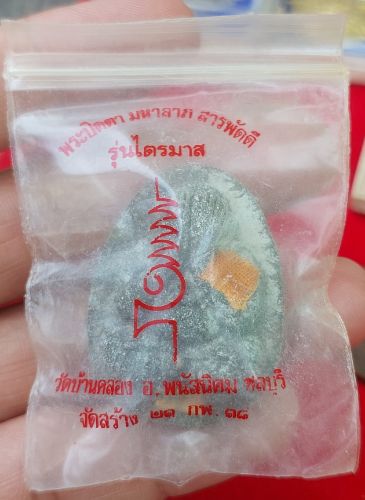 พระปิดตา มหาลาภ สารพัดดี
รุ่นไตรมาส
วัดบ้านคลอง อ.พนัสนิคม ชลบุรี
จัดสร้าง ๒๑ กพ. ๑๘